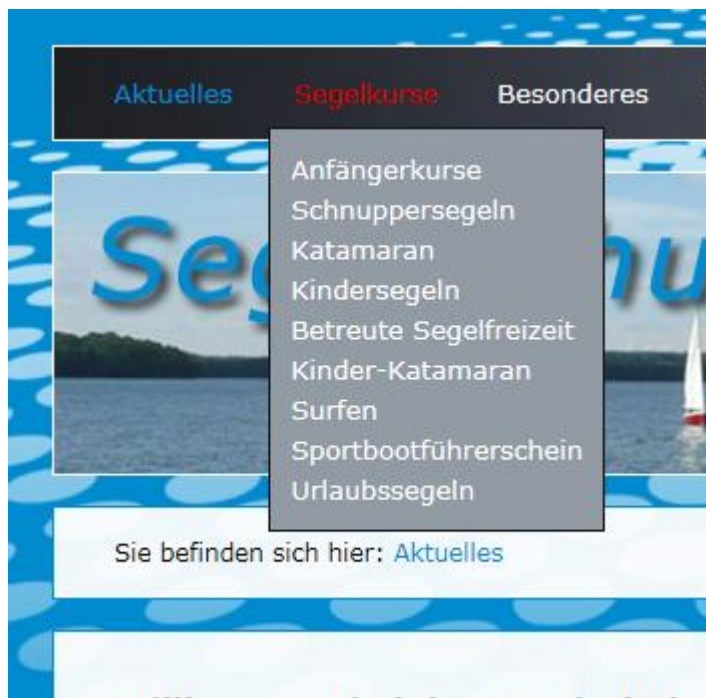 Aktuelles Segelkurse Besonderes
Anfängerkurse
Schnuppersegeln
Katamaran
Kindersegeln
Betreute Segelfreizeit
Kinder-Katamaran
Surfen
Sportbootführerschein
Urlaubssegeln
Sie befinden sich hier: Aktuelles